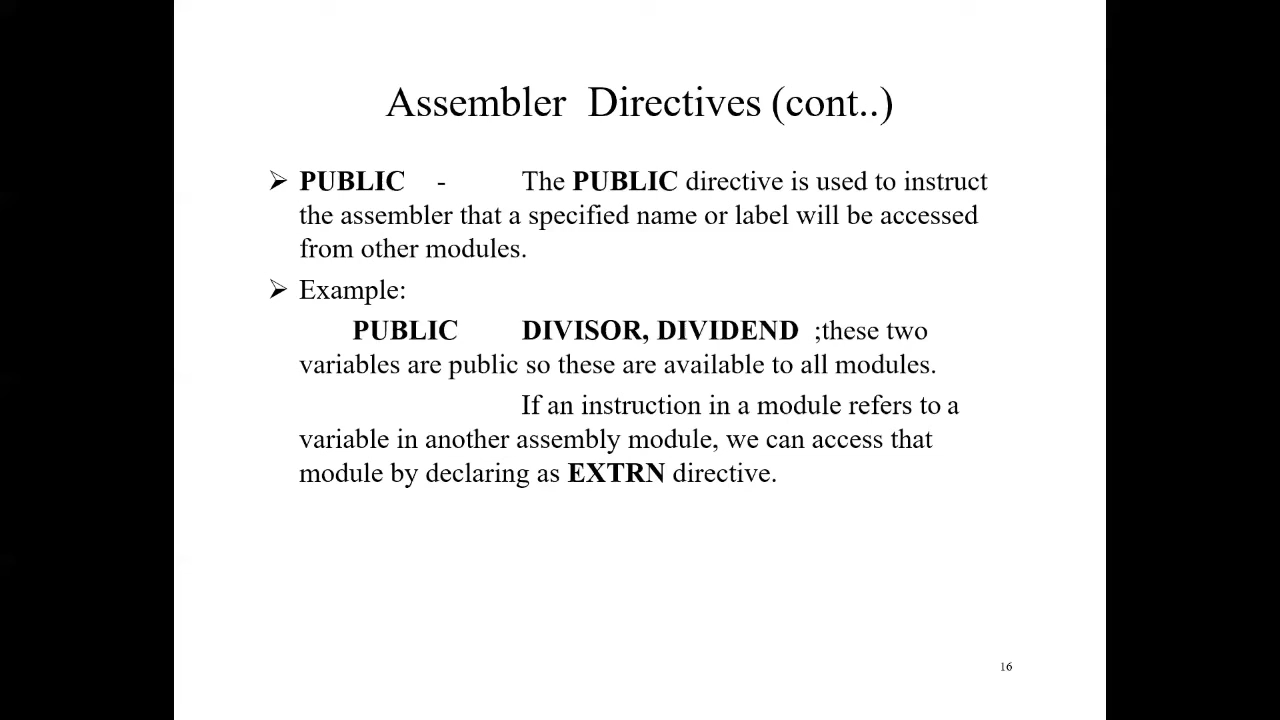 Assembler Directives (cont..)
➢ PUBLIC - The PUBLIC directive is used to instruct
the assembler that a specified name or label will be accessed
from other modules.
➢ Example:
PUBLIC DIVISOR, DIVIDEND ;these two
variables are public so these are available to all modules.
If an instruction in a module refers to a
variable in another assembly module, we can access that
module by declaring as EXTRN directive.
16